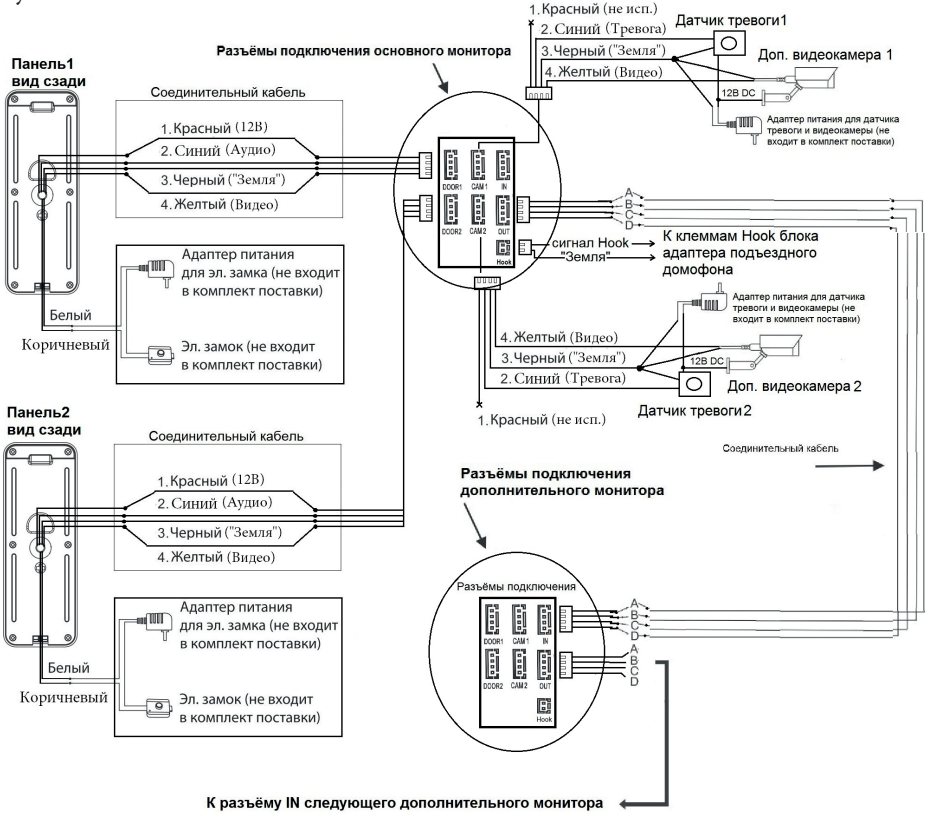 1. Красный (не исп.)
2. Синий (Тревога)
3. Черный ("Земля")
4. Желтый (Видео)
Датчик тревоги1
Доп. видеокамера 1
12В DC
Адаптер питания для датчика
тревоги и видеокамеры (не
входит в комплект поставки)
Разъёмы подключения основного монитора
Панель1
вид сзади
Соединительный кабель
1. Красный (12В)
2. Синий (Аудио)
3. Черный ("Земля")
4. Желтый (Видео)
DOOR1
CAM 1
IN
DOOR2
CAM 2
OUT
Hook
A
B
C
D
сигнал Hook
"Земля"
К клеммам Hook блока
адаптера подъездного
домофона
Адаптер питания
для эл. замка (не входит
в комплект поставки)
Белый
Коричневый
Эл. замок (не входит
в комплект поставки)
Адаптер питания для датчика
тревоги и видеокамеры (не
входит в комплект поставки)
4. Желтый (Видео)
3. Черный ("Земля")
2. Синий (Тревога)
1. Красный (не исп.)
12В DC
Доп. видеокамера 2
Датчик тревоги2
Панель2
вид сзади
Соединительный кабель
1. Красный (12В)
2. Синий (Аудио)
3. Черный ("Земля")
4. Желтый (Видео)
Соединительный кабель
Разъёмы подключения
дополнительного монитора
Разъёмы подключения
DOOR1
CAM 1
IN
DOOR2
CAM 2
OUT
Hook
A
B
C
D
A
B
C
D
Адаптер питания
для эл. замка (не входит
в комплект поставки)
Белый
Коричневый
Эл. замок (не входит
в комплект поставки)
К разъёму IN следующего дополнительного монитора